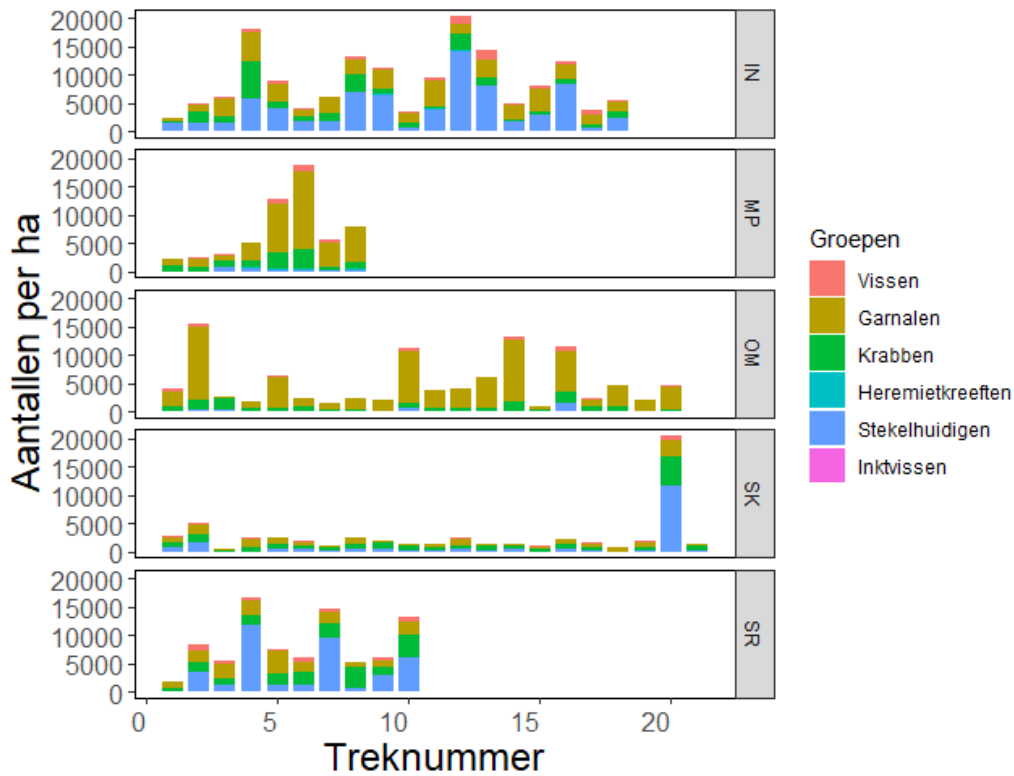 Aantallen per ha
20000
15000
10000
5000
0
IN
20000
15000
10000
5000
0
MP
20000
15000
10000
5000
0
OM
20000
15000
10000
5000
0
SK
20000
15000
10000
5000
0
SR
0 5 10 15 20
Treknummer
Groepen
Vissen
Garnalen
Krabben
Heremietkreeften
Stekelhuidigen
Inktvissen